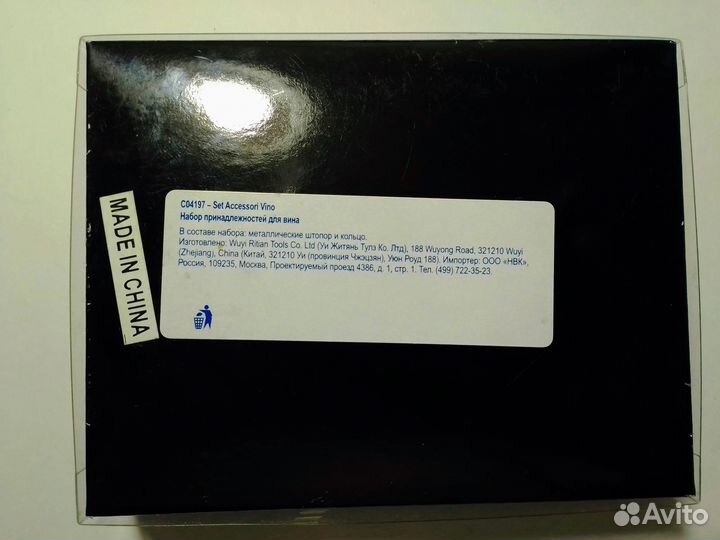 C04197 – Set Accessori Vino
Набор принадлежностей для вина
В составе набора: металлические штопор и кольцо.
Изготовлено: Wuyi Ritian Tools Co. Ltd (Уи Житянь Тулз Ко. Лтд), 188 Wuyong Road, 321210 Wuyi
(Zhejiang), China (Китай, 321210 Уи (провинция Чжэцзян), Уюн Роуд 188). Импортер: ООО «НВК»,
Россия, 109235, Москва, Проектируемый проезд 4386, д. 1, стр. 1. Тел. (499) 722-35-23
MADE IN CHINA
Avito